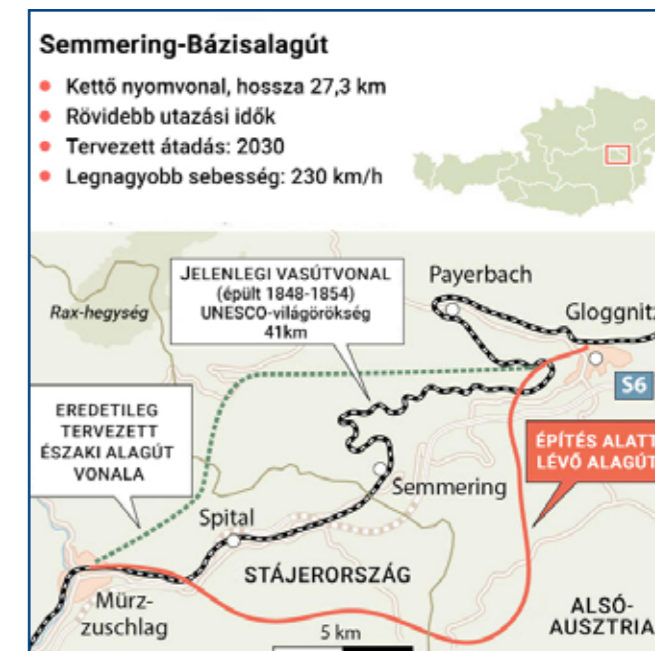 Semmering-Bázisalagút
Kettő nyomvonal, hossza 27,3 km
Rövidebb utazási idők
Tervezett átadás: 2030
Legnagyobb sebesség: 230 km/h
JELENLEGI VASÚTVONAL
(épült 1848-1854)
UNESCO-világörökség
41km
Payerbach
Rax-hegység
Gloggnitz
S6
EREDETILEG
TERVEZETT
ÉSZAKI ALAGÚT
VONALA
ÉPÍTÉS ALATT
LÉVŐ ALAGÚT
Semmering
Spital
STÁJERORSZÁG
Mürz-
zuschlag
ALSÓ-
AUSZTRIA
5 km